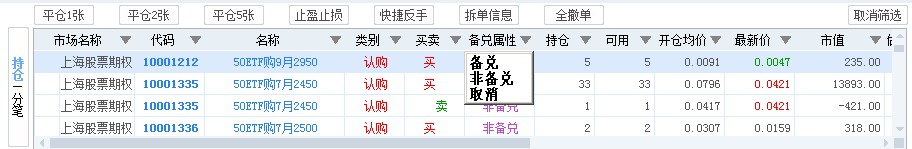 平仓1张 平仓2张 平仓5张 止盈止损 快捷反手 拆单信息 全撤单 取消筛选
持仓 分笔
市场名称 代码 名称 类别 买卖 备兑属性 持仓 可用 开仓均价 最新价 市值
上海股票期权 10001212 50ETF购9月2950 认购 买 5 5 0.0091 0.0047 235.00
上海股票期权 10001335 50ETF购7月2400 认购 买 33 33 0.0796 0.0421 13893.00
上海股票期权 10001335 50ETF购7月2400 认购 卖 非备兑 1 1 0.0417 0.0421 -421.00
上海股票期权 10001336 50ETF购7月2500 认购 买 非备兑 2 2 0.0307 0.0159 318.00
备兑
非备兑
取消